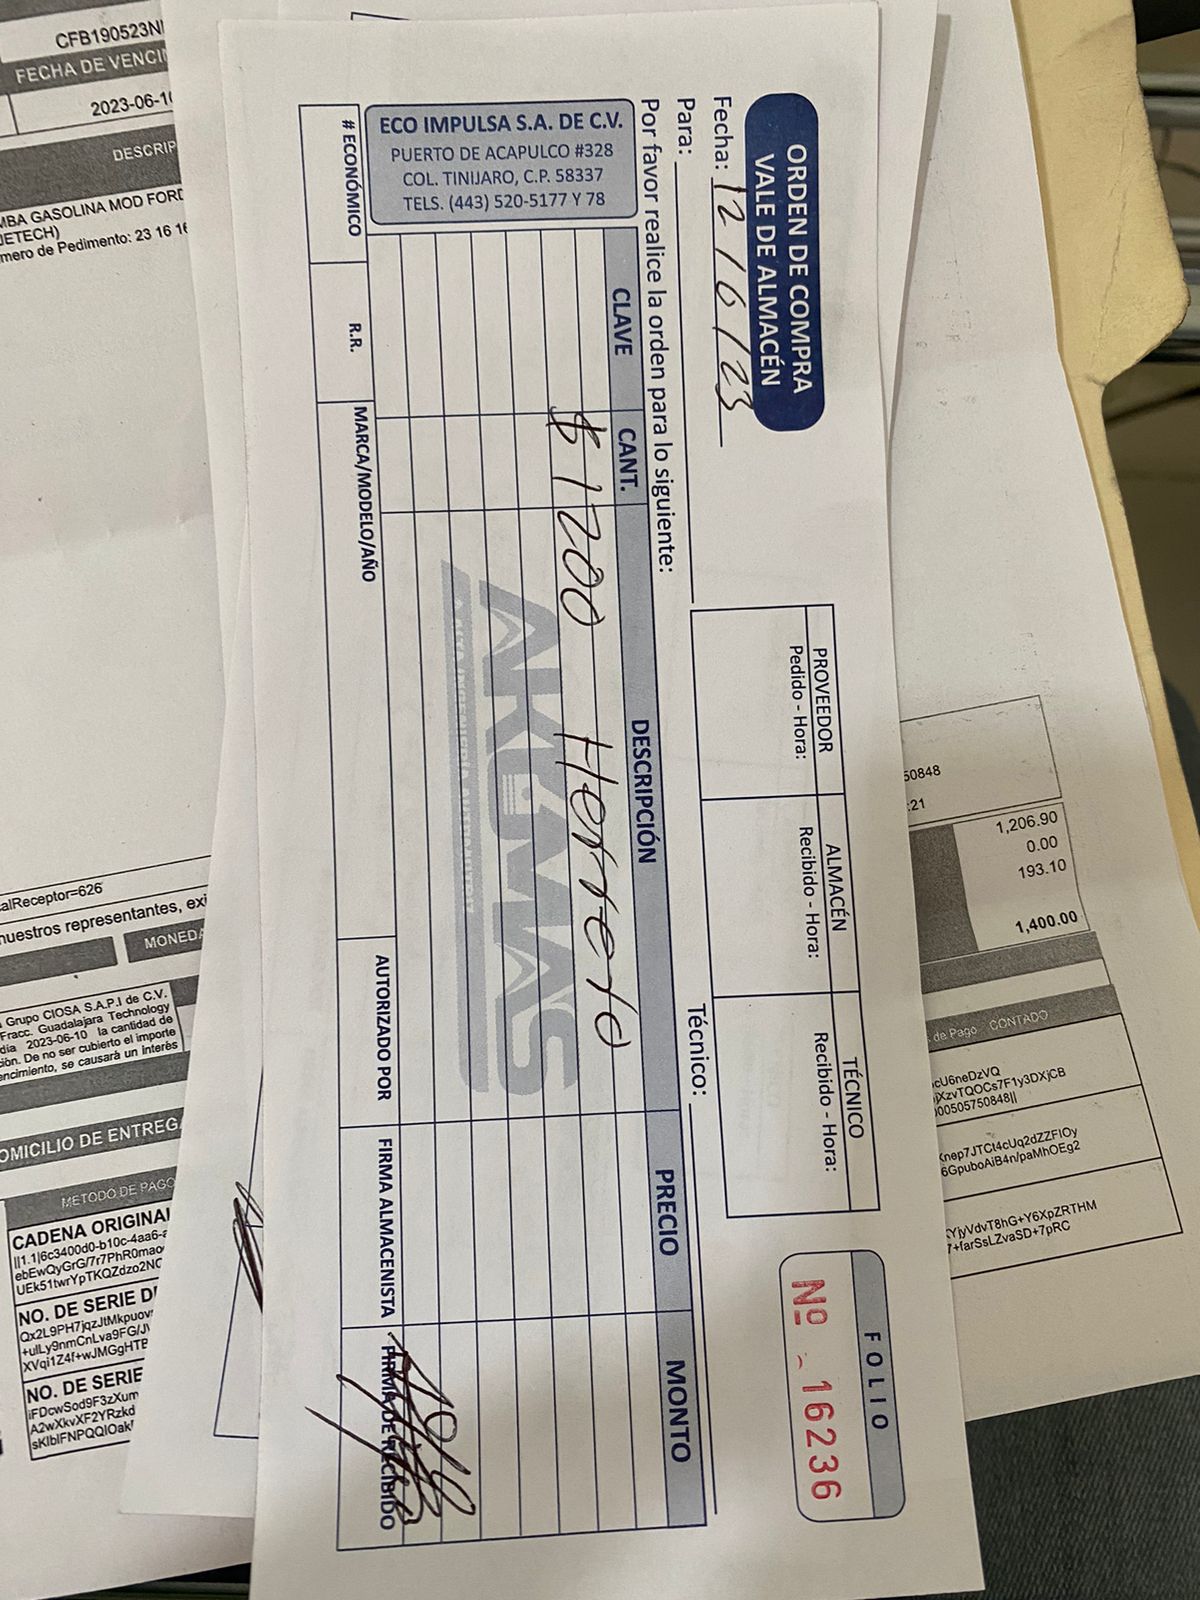 ORDEN DE COMPRA
VALE DE ALMACÉN
Fecha: 12/6/23
Para:
Por favor realice la orden para lo siguiente:
PROVEEDOR
Pedido - Hora:
ALMACÉN
Recibido - Hora:
TÉCNICO
Recibido - Hora:
Técnico:
FOLIO
Nº - 16236
ECO IMPULSA S.A. DE C.V.
PUERTO DE ACAPULCO #328
COL. TINIJARO, C.P. 58337
TELS. (443) 520-5177 Y 78
CLAVE CANT. DESCRIPCIÓN PRECIO MONTO
$1200 Herrero
AKUMAS
# ECONÓMICO R.R. MARCA/MODELO/AÑO AUTORIZADO POR FIRMA ALMACENISTA FIRMA DE RECIBIDO
CFB190523N
FECHA DE VENCI
2023-06-10
DESCRIP
MBA GASOLINA MOD FORD
JETECH)
mero de Pedimento: 23 16 16
alReceptor=626
nuestros representantes, exi
MONEDA
Grupo CIOSA S.A.P.I de C.V.
Fracc. Guadalajara Technology
día 2023-06-10 la cantidad de
ión. De no ser cubierto el importe
encimiento, se causará un interés
OMICILIO DE ENTREGA
METODO DE PAGO
CADENA ORIGINAL
||1.1|6c3400d0-b10c-4aa6-a
ebEwQyGrG/7r7PhR0mao
UEk51twrYpTKQZdzo2NC
NO. DE SERIE D
Qx2L9PH7jqzJtMkpuov
+ulLy9nmCnLva9FG/J
XVqi1Z4f+wJMGgHTB
NO. DE SERIE
iFDcwSod9F3zXum
A2wXkvXF2YRzkd
sKlblFNPQQIOak
50848
:21
1,206.90
0.00
193.10
1,400.00
de Pago CONTADO
cU6neDzVQ
jXzvTQOCs7F1y3DXjCB
00505750848||
Knep7JTCt4cUq2dZZFIOy
6GpuboAiB4n/paMhOEg2
YjyVdvT8hG+Y6XpZRTHM
7+farSsLZvaSD+7pRC